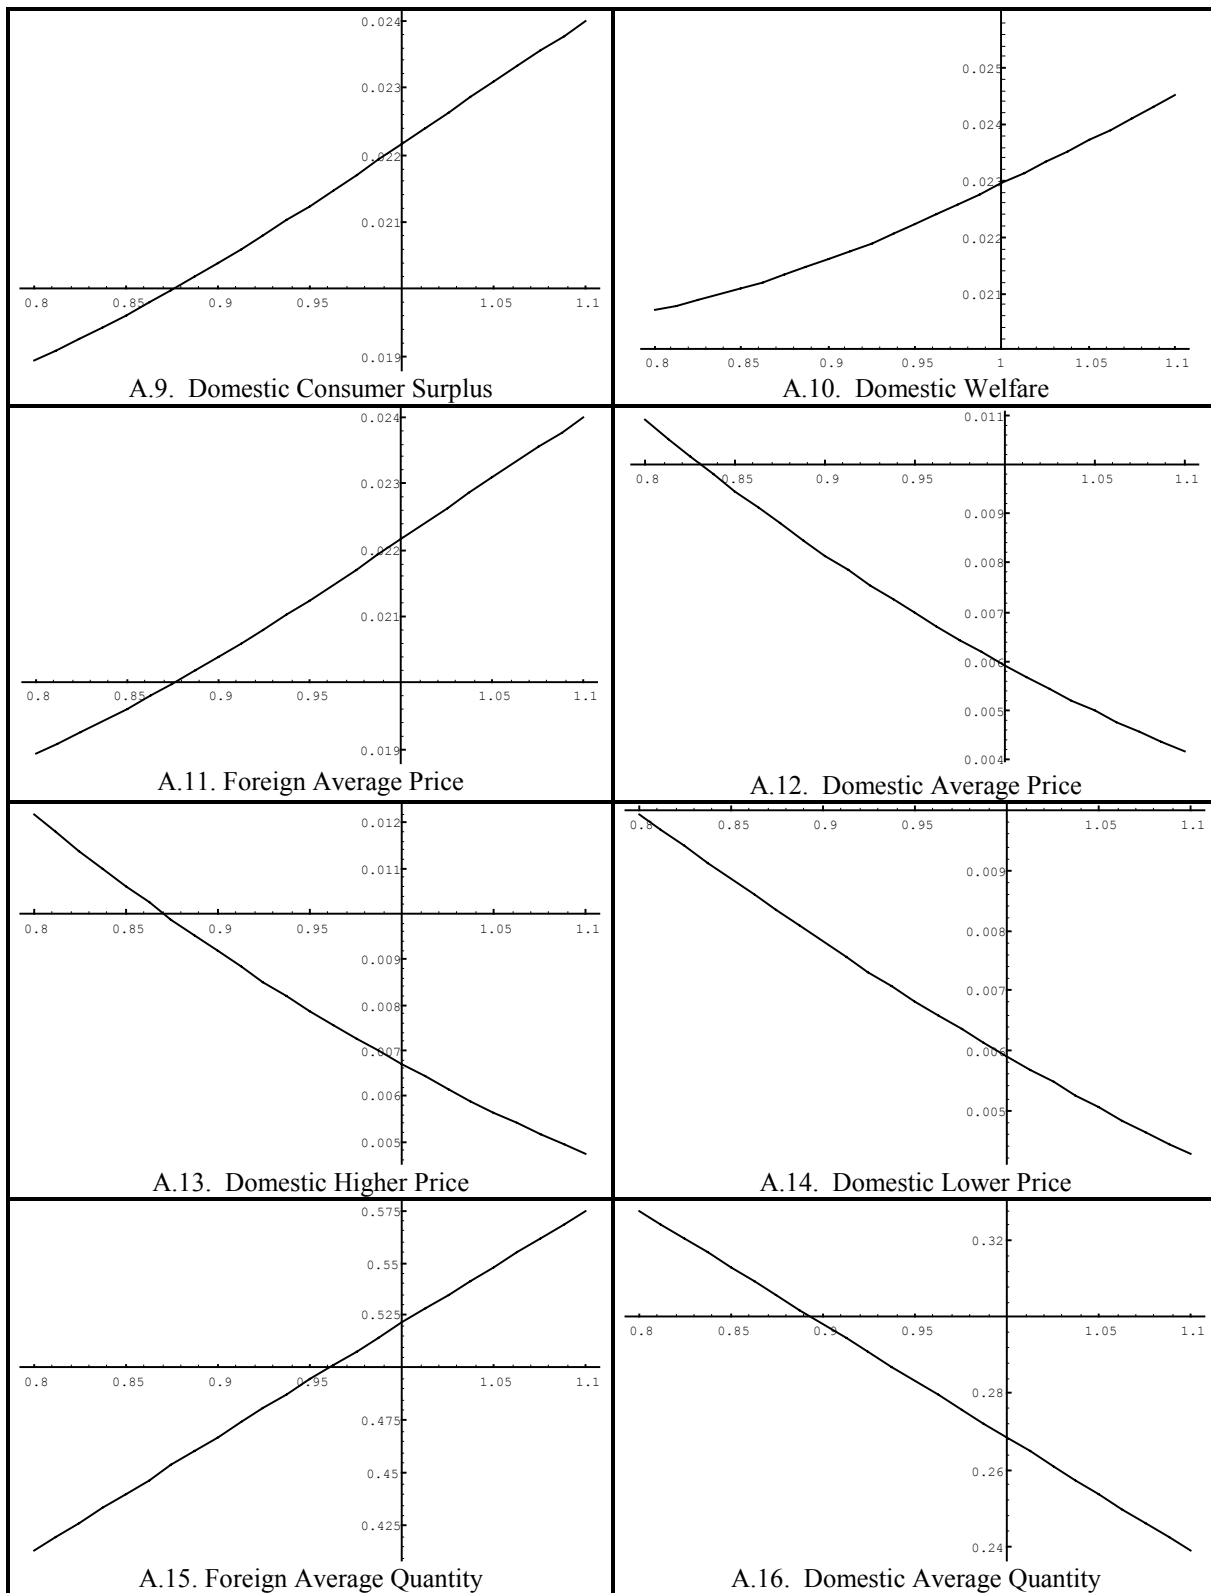 0.024
0.023
0.022
0.021
0.8 0.85 0.9 0.95 1.05 1.1
0.019
A.9. Domestic Consumer Surplus
0.025
0.024
0.023
0.022
0.021
0.8 0.85 0.9 0.95 1 1.05 1.1
A.10. Domestic Welfare
0.024
0.023
0.022
0.021
0.8 0.85 0.9 0.95 1.05 1.1
0.019
A.11. Foreign Average Price
0.011
0.8 0.85 0.9 0.95 1.05 1.1
0.009
0.008
0.007
0.006
0.005
0.004
A.12. Domestic Average Price
0.012
0.011
0.8 0.85 0.9 0.95 1.05 1.1
0.009
0.008
0.007
0.006
0.005
A.13. Domestic Higher Price
0.8 0.85 0.9 0.95 1.05 1.1
0.009
0.008
0.007
0.006
0.005
A.14. Domestic Lower Price
0.575
0.55
0.525
0.8 0.85 0.9 0.95 1.05 1.1
0.475
0.45
0.425
A.15. Foreign Average Quantity
0.32
0.8 0.85 0.9 0.95 1.05 1.1
0.28
0.26
0.24
A.16. Domestic Average Quantity